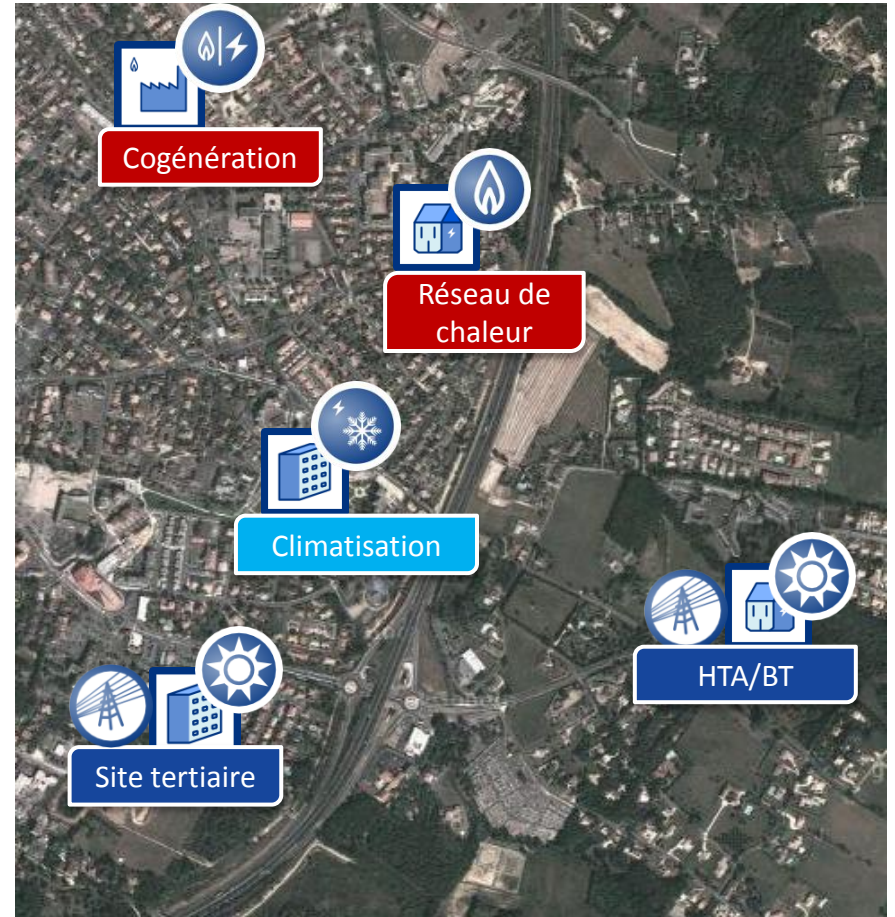 Cogénération
Réseau de
chaleur
Climatisation
HTA/BT
Site tertiaire